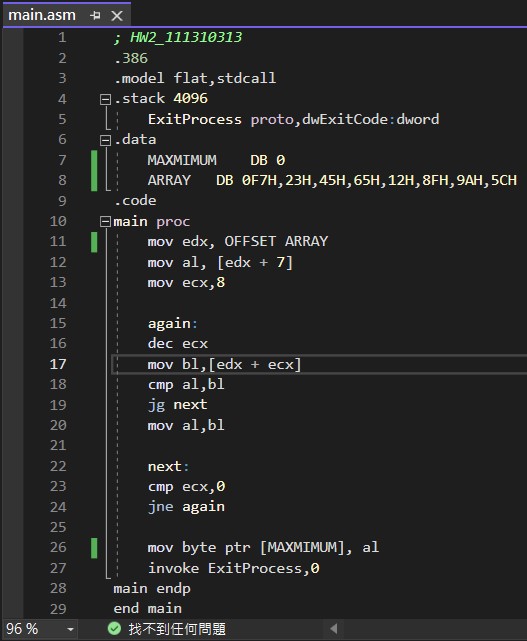 main.asm
1 ; HW2_111310313
2 .386
3 .model flat,stdcall
4 .stack 4096
5 ExitProcess proto,dwExitCode:dword
6 .data
7 MAXMIMUM DB 0
8 ARRAY DB 0F7H,23H,45H,65H,12H,8FH,9AH,5CH
9 .code
10 main proc
11 mov edx, OFFSET ARRAY
12 mov al, [edx + 7]
13 mov ecx,8
14
15 again:
16 dec ecx
17 mov bl,[edx + ecx]
18 cmp al,bl
19 jg next
20 mov al,bl
21
22 next:
23 cmp ecx,0
24 jne again
25
26 mov byte ptr [MAXMIMUM], al
27 invoke ExitProcess,0
28 main endp
29 end main
96 % 找不到任何問題